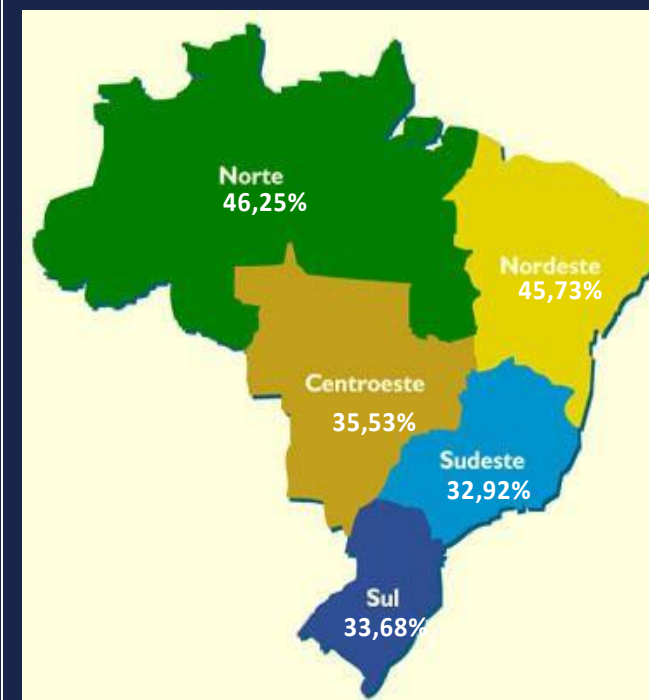 Norte
46,25%
Nordeste
45,73%
Centroeste
35,53%
Sudeste
32,92%
Sul
33,68%